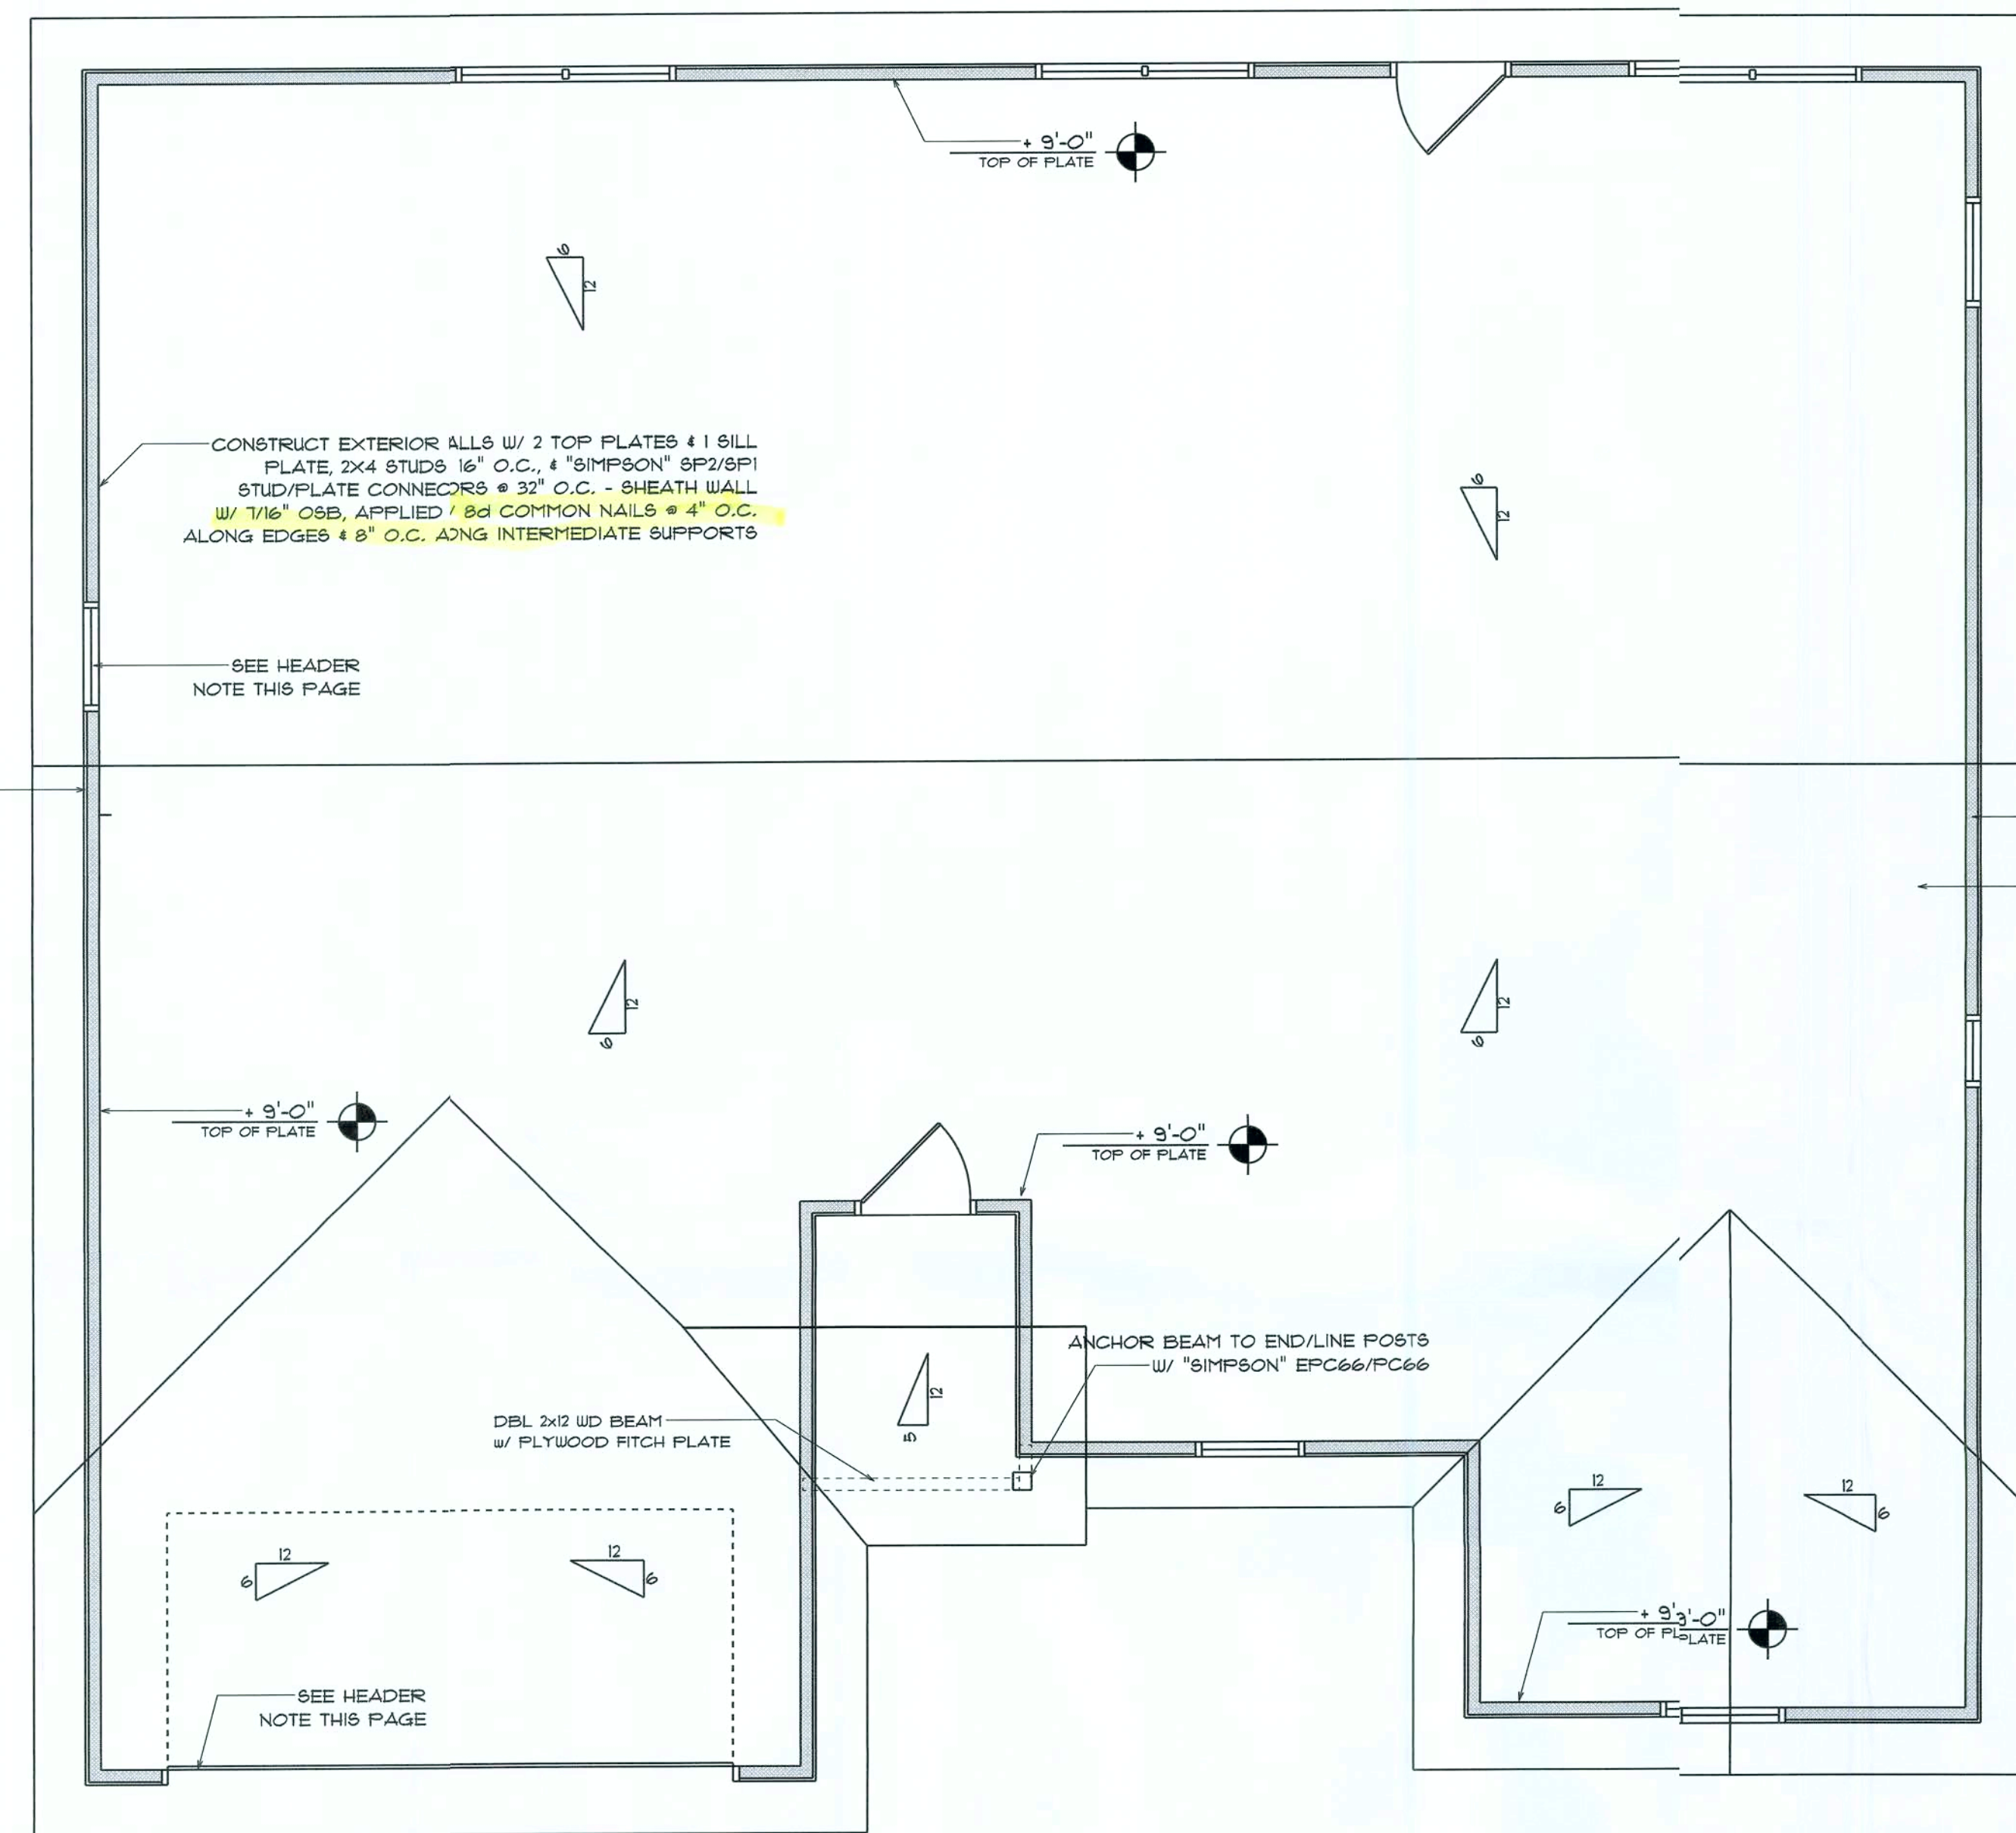 + 9'-0"
TOP OF PLATE
6
12
CONSTRUCT EXTERIOR ALLS W/ 2 TOP PLATES & 1 SILL
PLATE, 2X4 STUDS 16" O.C., & "SIMPSON" SP2/SP1
STUD/PLATE CONNECORS @ 32" O.C. - SHEATH WALL
W/ 7/16" OSB, APPLIED / 8d COMMON NAILS @ 4" O.C.
ALONG EDGES & 8" O.C. AONG INTERMEDIATE SUPPORTS
6
12
SEE HEADER
NOTE THIS PAGE
12
6
12
6
+ 9'-0"
TOP OF PLATE
+ 9'-0"
TOP OF PLATE
ANCHOR BEAM TO END/LINE POSTS
W/ "SIMPSON" EPC66/PC66
12
5
DBL 2x12 WD BEAM
w/ PLYWOOD FITCH PLATE
12
6
12
6
12
6
12
6
+ 9'3'-0"
TOP OF PLPLATE
SEE HEADER
NOTE THIS PAGE